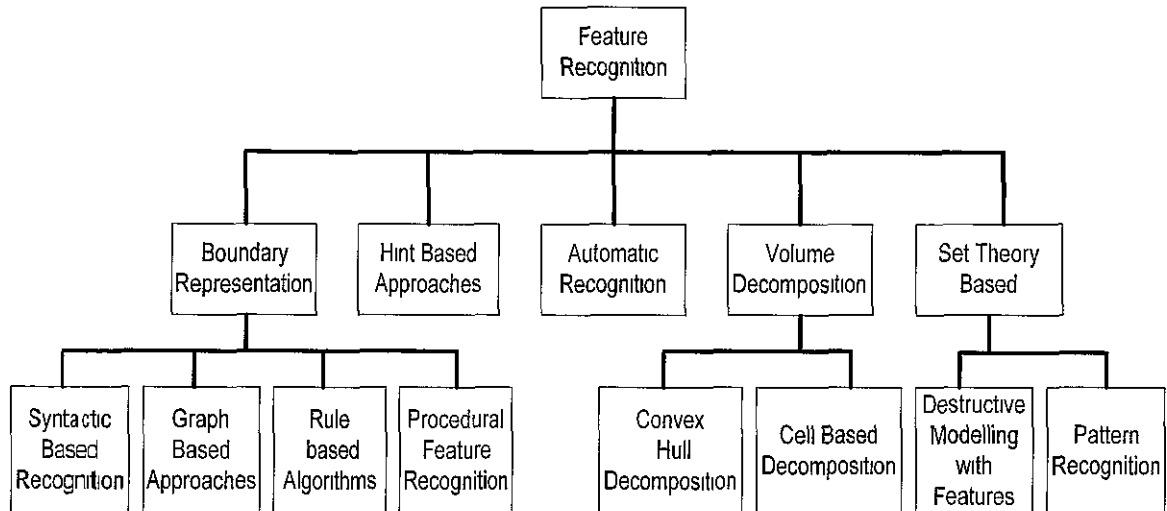 Feature
Recognition
Boundary
Representation
Hint Based
Approaches
Automatic
Recognition
Volume
Decomposition
Set Theory
Based
Syntactic
Based
Recognition
Graph
Based
Approaches
Rule
based
Algorithms
Procedural
Feature
Recognition
Convex
Hull
Decomposition
Cell Based
Decomposition
Destructive
Modelling
with
Features
Pattern
Recognition